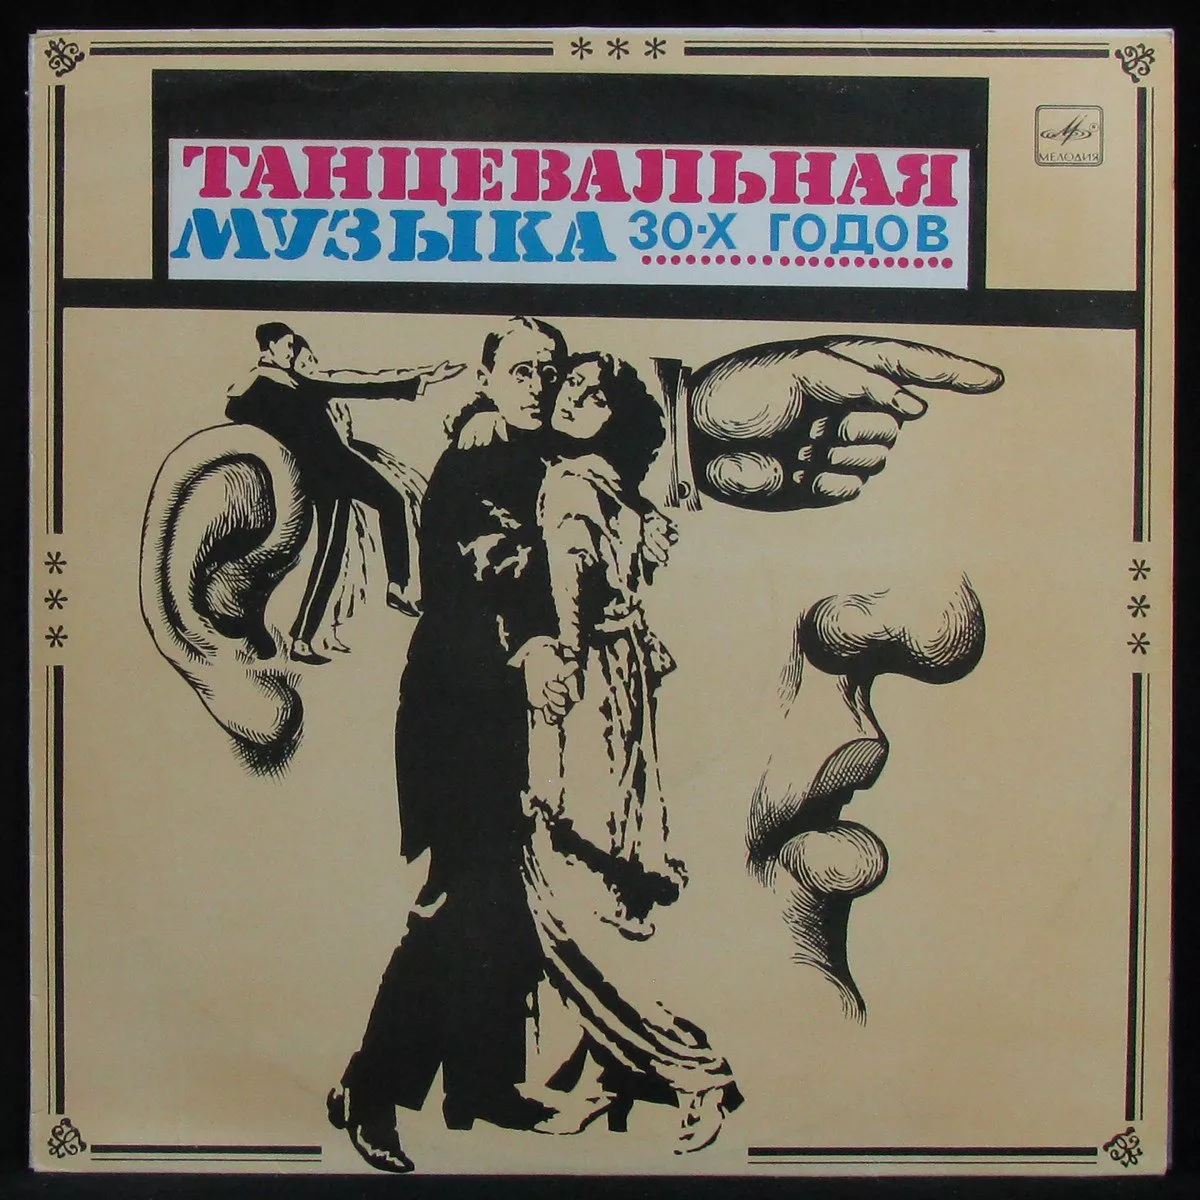 МЕЛОДИЯ
ТАНЦЕВАЛЬНАЯ
МУЗЫКА 30-Х ГОДОВ